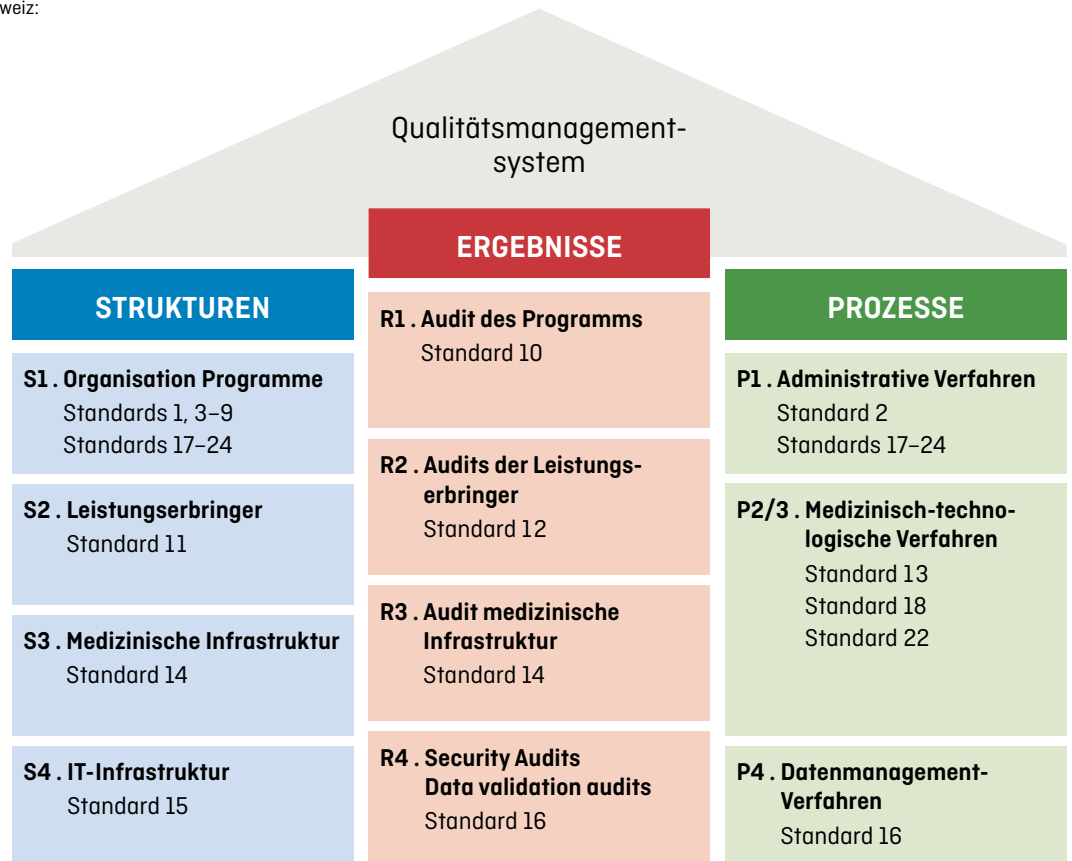 weiz:
Qualitätsmanagement-
system
STRUKTUREN
S1 . Organisation Programme
Standards 1, 3–9
Standards 17–24
S2 . Leistungserbringer
Standard 11
S3 . Medizinische Infrastruktur
Standard 14
S4 . IT-Infrastruktur
Standard 15
ERGEBNISSE
R1 . Audit des Programms
Standard 10
R2 . Audits der Leistungs-
erbringer
Standard 12
R3 . Audit medizinische
Infrastruktur
Standard 14
R4 . Security Audits
Data validation audits
Standard 16
PROZESSE
P1 . Administrative Verfahren
Standard 2
Standards 17–24
P2/3 . Medizinisch-techno-
logische Verfahren
Standard 13
Standard 18
Standard 22
P4 . Datenmanagement-
Verfahren
Standard 16